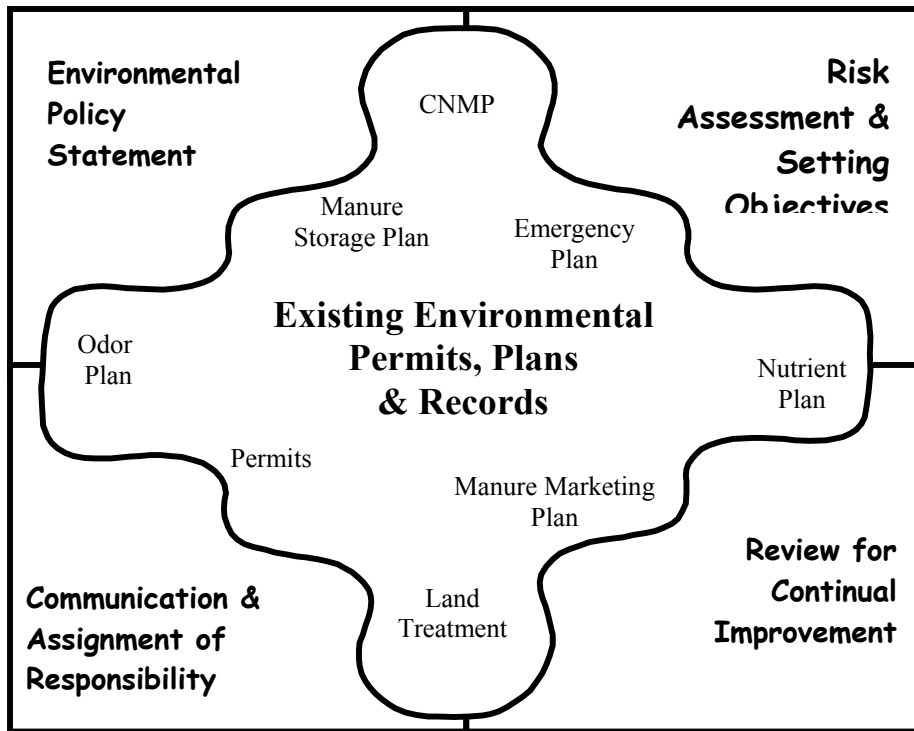 Environmental
Policy
Statement
Risk
Assessment &
Setting
Objectives
CNMP
Manure
Storage Plan
Emergency
Plan
Existing Environmental
Permits, Plans
& Records
Odor
Plan
Nutrient
Plan
Permits
Manure Marketing
Plan
Land
Treatment
Communication &
Assignment of
Responsibility
Review for
Continual
Improvement